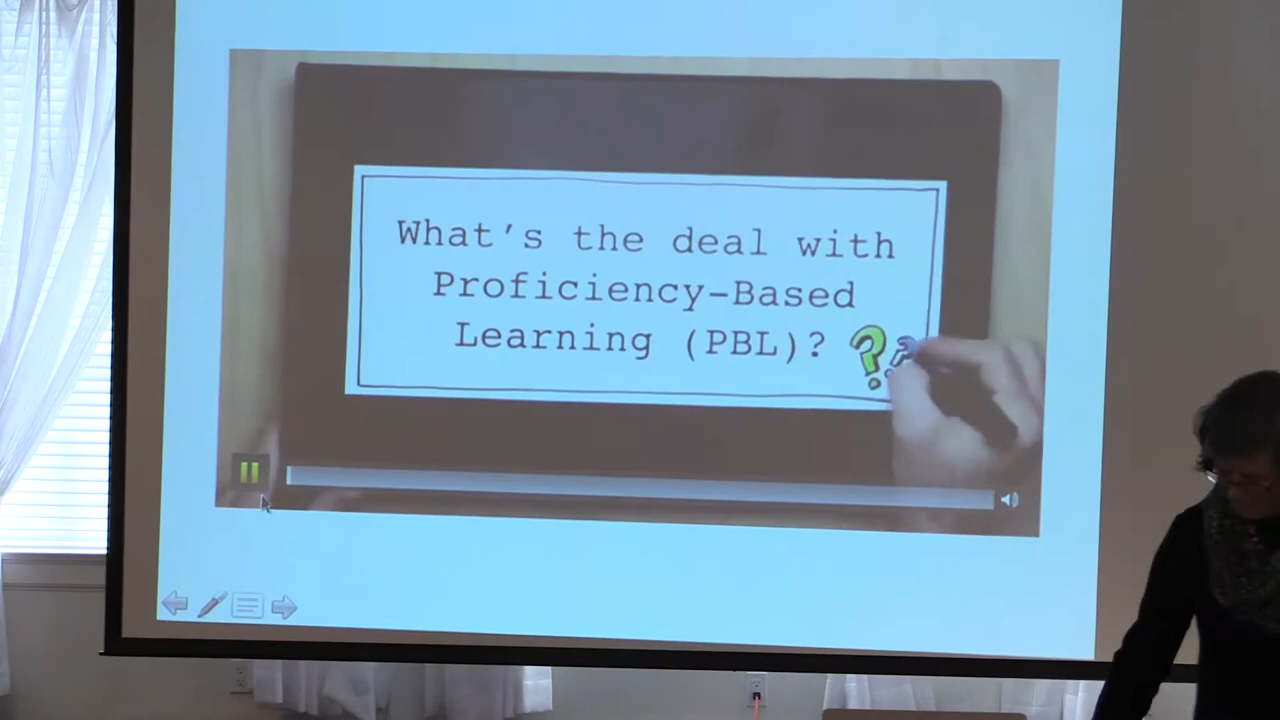 What's the deal with
Proficiency-Based
Learning (PBL)?